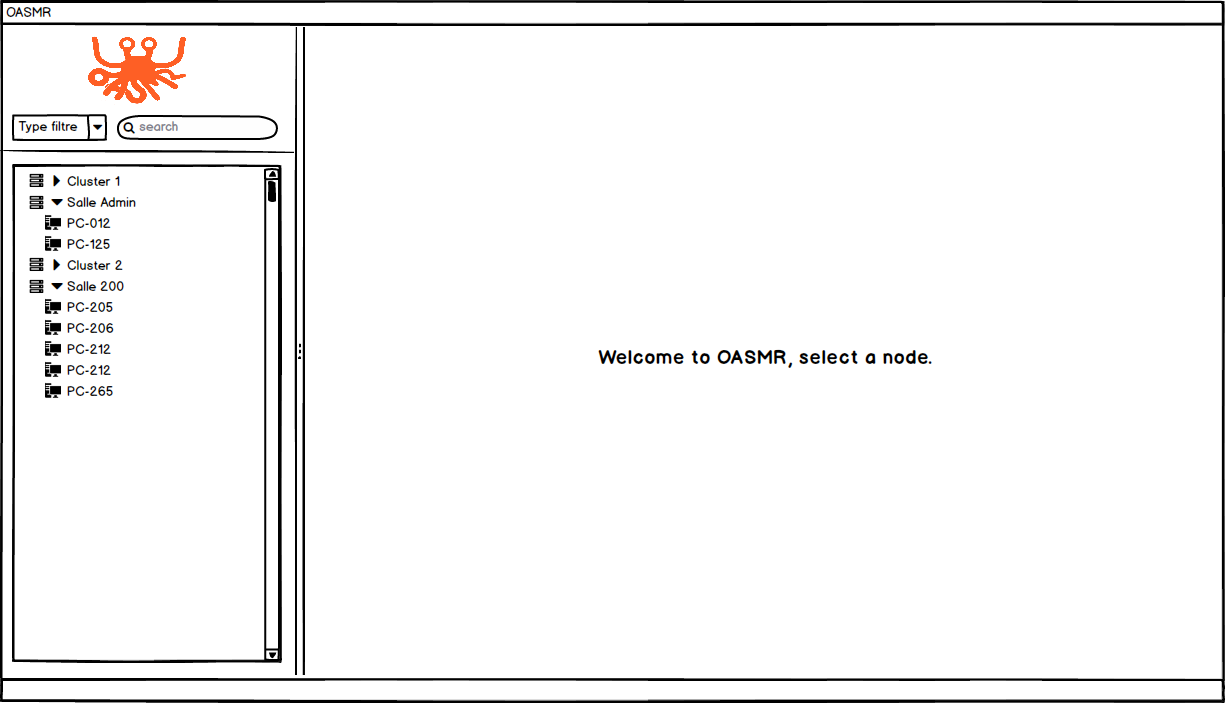 OASMR
Type filtre
search
Cluster 1
Salle Admin
PC-012
PC-125
Cluster 2
Salle 200
PC-205
PC-206
PC-212
PC-212
PC-265
Welcome to OASMR, select a node.